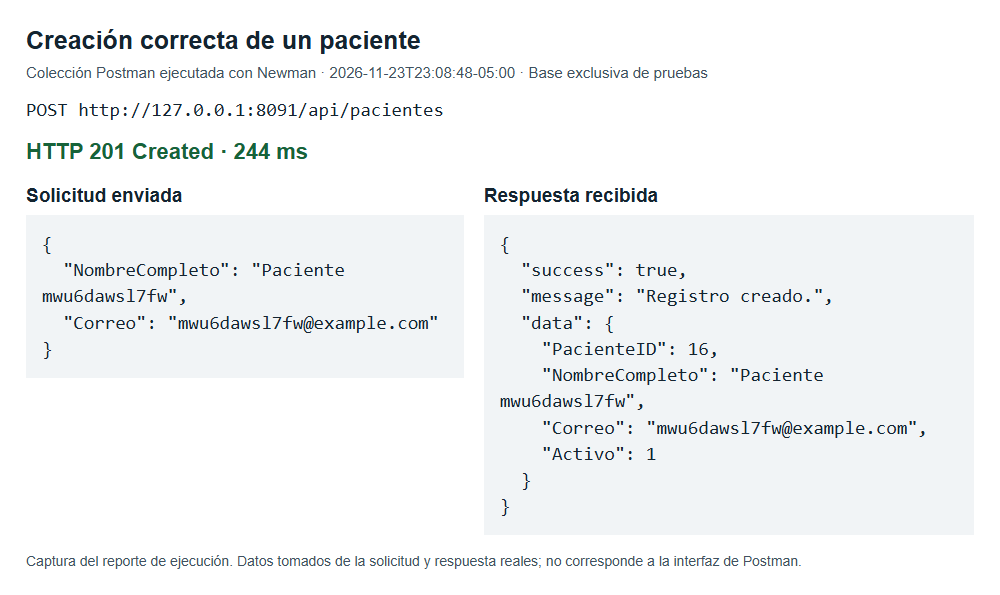 Creación correcta de un paciente
Colección Postman ejecutada con Newman · 2026-11-23T23:08:48-05:00 · Base exclusiva de pruebas
POST http://127.0.0.1:8091/api/pacientes
HTTP 201 Created · 244 ms
Solicitud enviada
{
  "NombreCompleto": "Paciente
mwu6dawsl7fw",
  "Correo": "mwu6dawsl7fw@example.com"
}
Respuesta recibida
{
  "success": true,
  "message": "Registro creado.",
  "data": {
    "PacienteID": 16,
    "NombreCompleto": "Paciente
mwu6dawsl7fw",
    "Correo": "mwu6dawsl7fw@example.com",
    "Activo": 1
  }
}
Captura del reporte de ejecución. Datos tomados de la solicitud y respuesta reales; no corresponde a la interfaz de Postman.